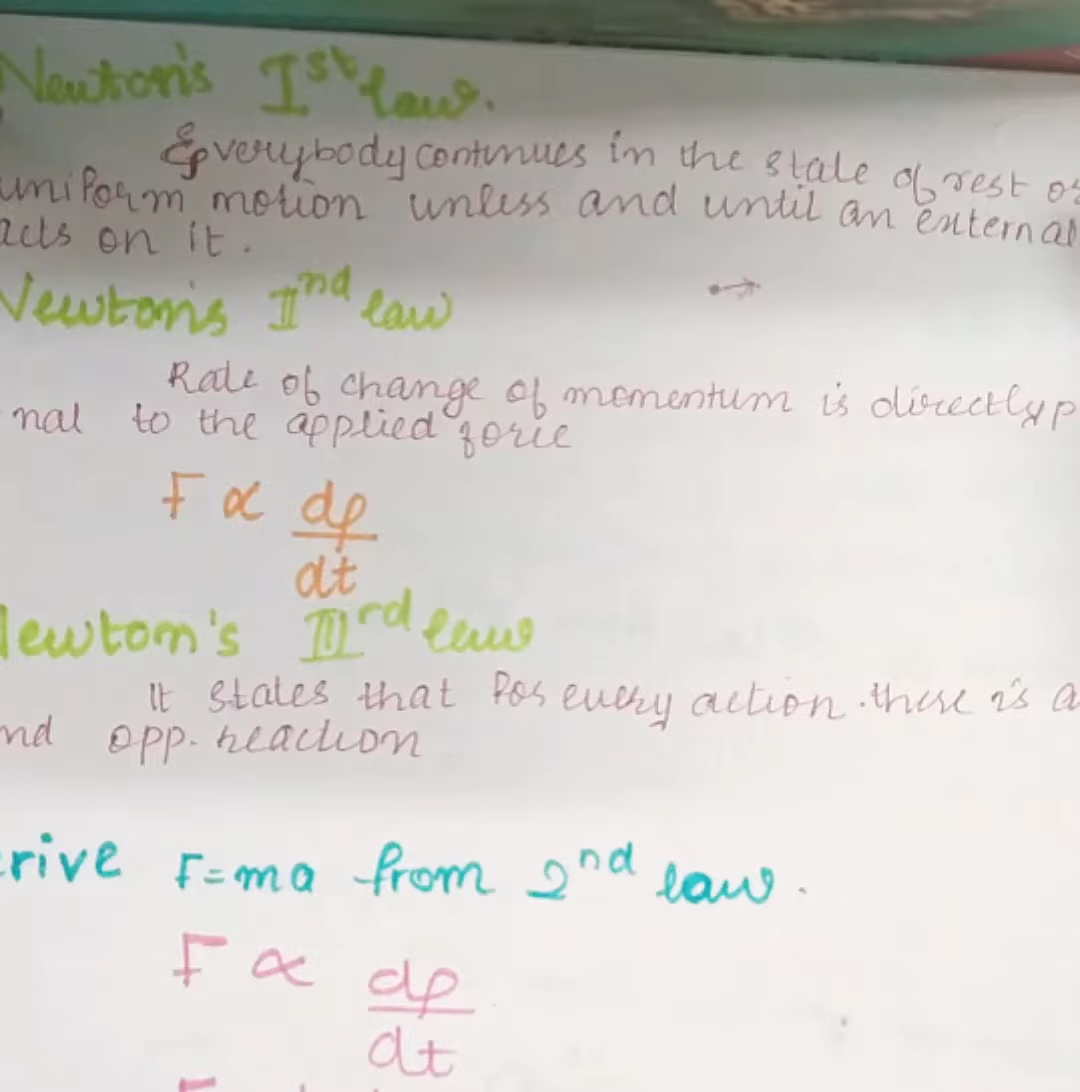 Newton's Ist law.
Everybody continues in the state of rest or
uniform motion unless and until an external
acts on it.
Newton's IInd law
Rate of change of momentum is directly p
nal to the applied force
F ∝ dp
dt
Newton's IIIrd law
It states that for every action there is a
nd opp. reaction
erive F=ma from 2nd law.
F ∝ dp
dt